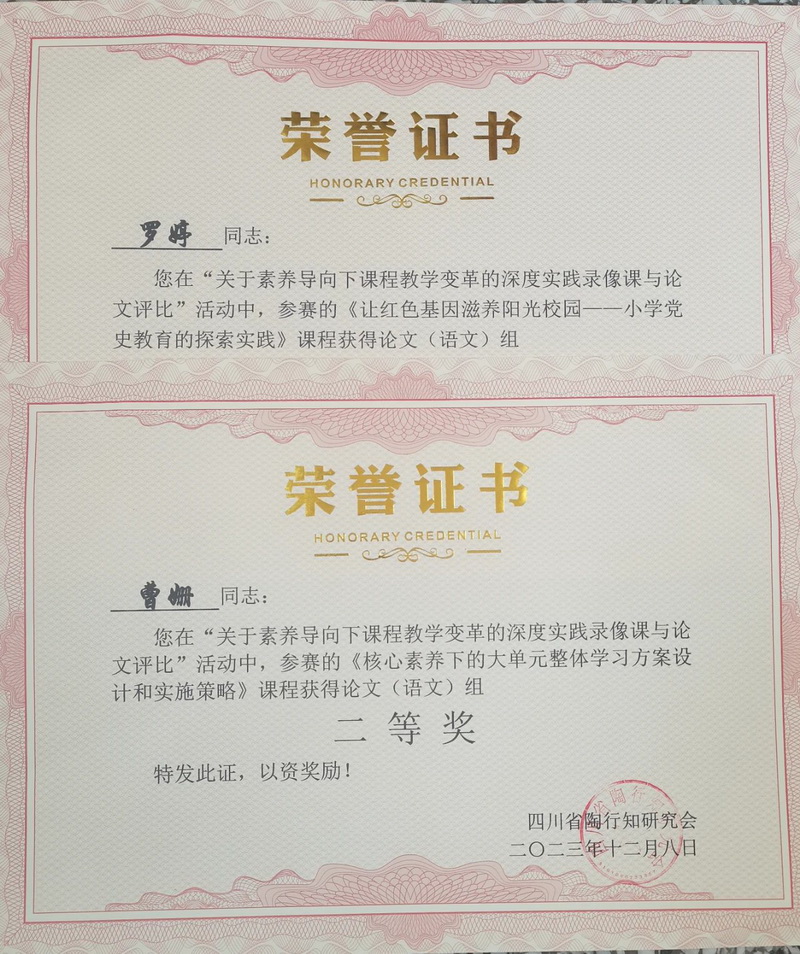 荣誉证书
HONORARY CREDENTIAL
罗婷 同志：
您在“关于素养导向下课程教学变革的深度实践录像课与论
文评比”活动中，参赛的《让红色基因滋养阳光校园——小学党
史教育的探索实践》课程获得论文（语文）组
荣誉证书
HONORARY CREDENTIAL
曹姗 同志：
您在“关于素养导向下课程教学变革的深度实践录像课与论
文评比”活动中，参赛的《核心素养下的大单元整体学习方案设
计和实施策略》课程获得论文（语文）组
二等奖
特发此证，以资奖励！
四川省陶行知研究会
二〇二三年十二月八日